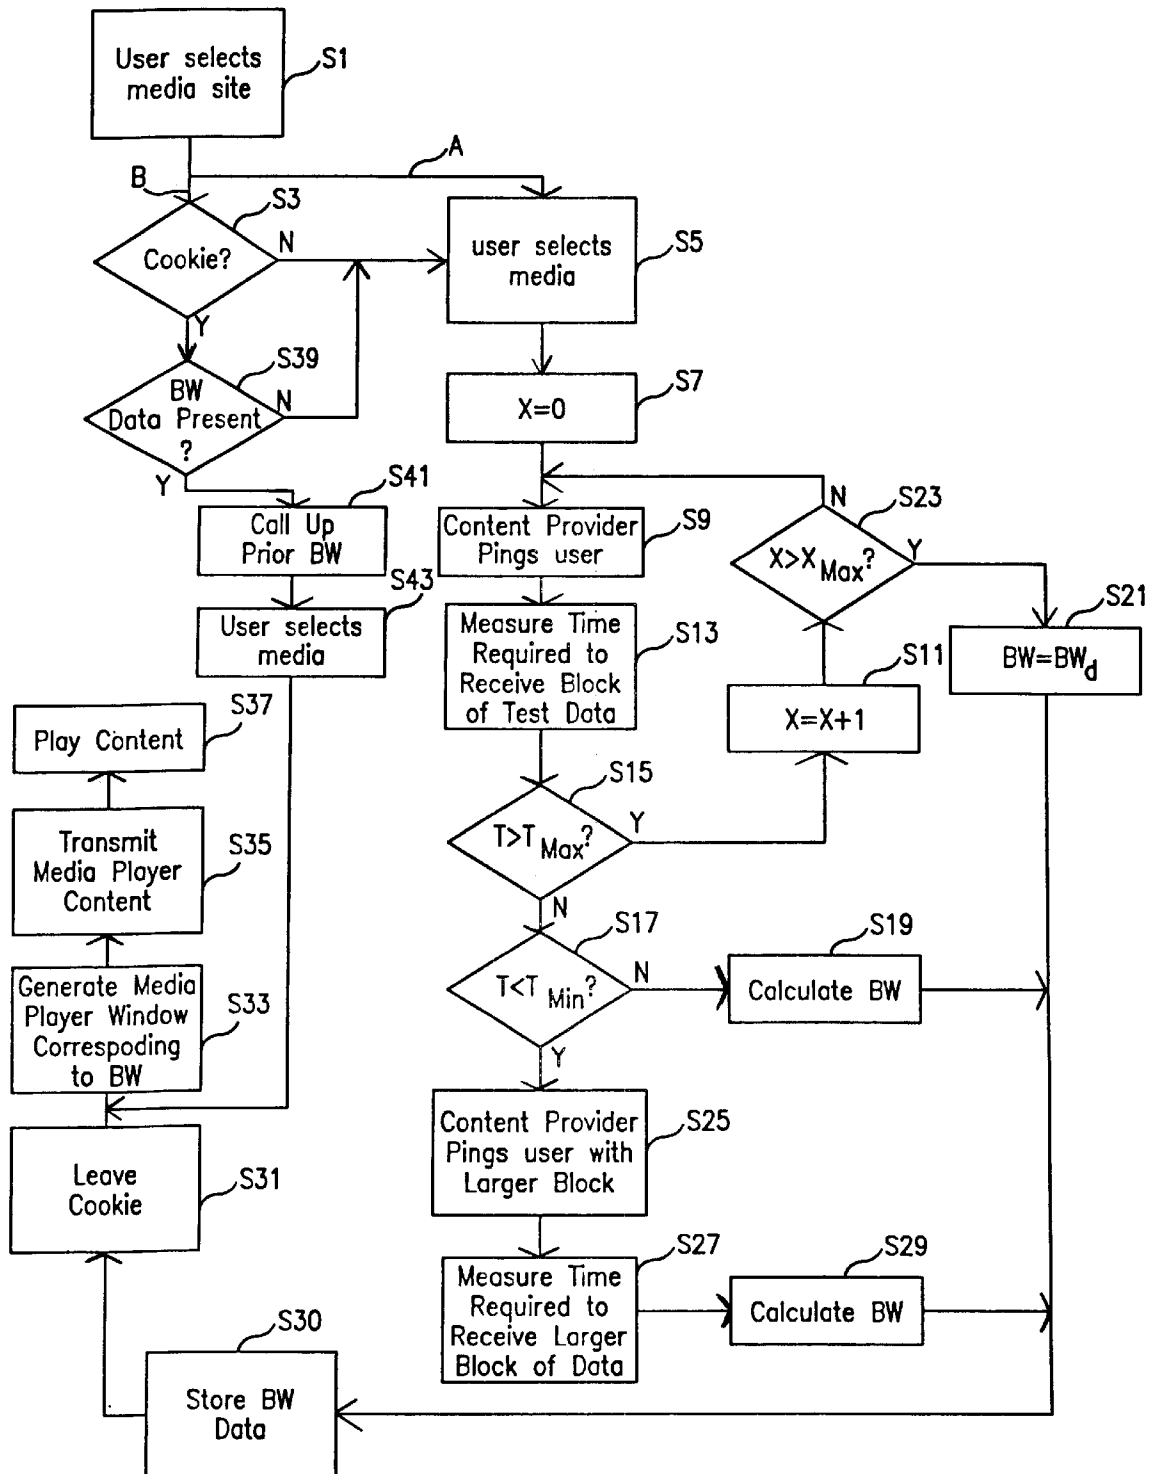 User selects
media site
S1
A
B
S3
Cookie?
N
Y
user selects
media
S5
S39
BW
Data Present
?
N
Y
X=0
S7
S41
Call Up
Prior BW
S43
User selects
media
Content Provider
Pings user
S9
S23
X>XMax?
N
Y
S21
BW=BWd
Measure Time
Required to
Receive Block
of Test Data
S13
S11
X=X+1
S37
Play Content
S15
T>TMax?
Y
N
Transmit
Media Player
Content
S35
S17
T<T Min?
N
Y
S19
Calculate BW
Generate Media
Player Window
Correspoding
to BW
S33
Content Provider
Pings user with
Larger Block
S25
Leave
Cookie
S31
Measure Time
Required to
Receive Larger
Block of Data
S27
S29
Calculate BW
S30
Store BW
Data